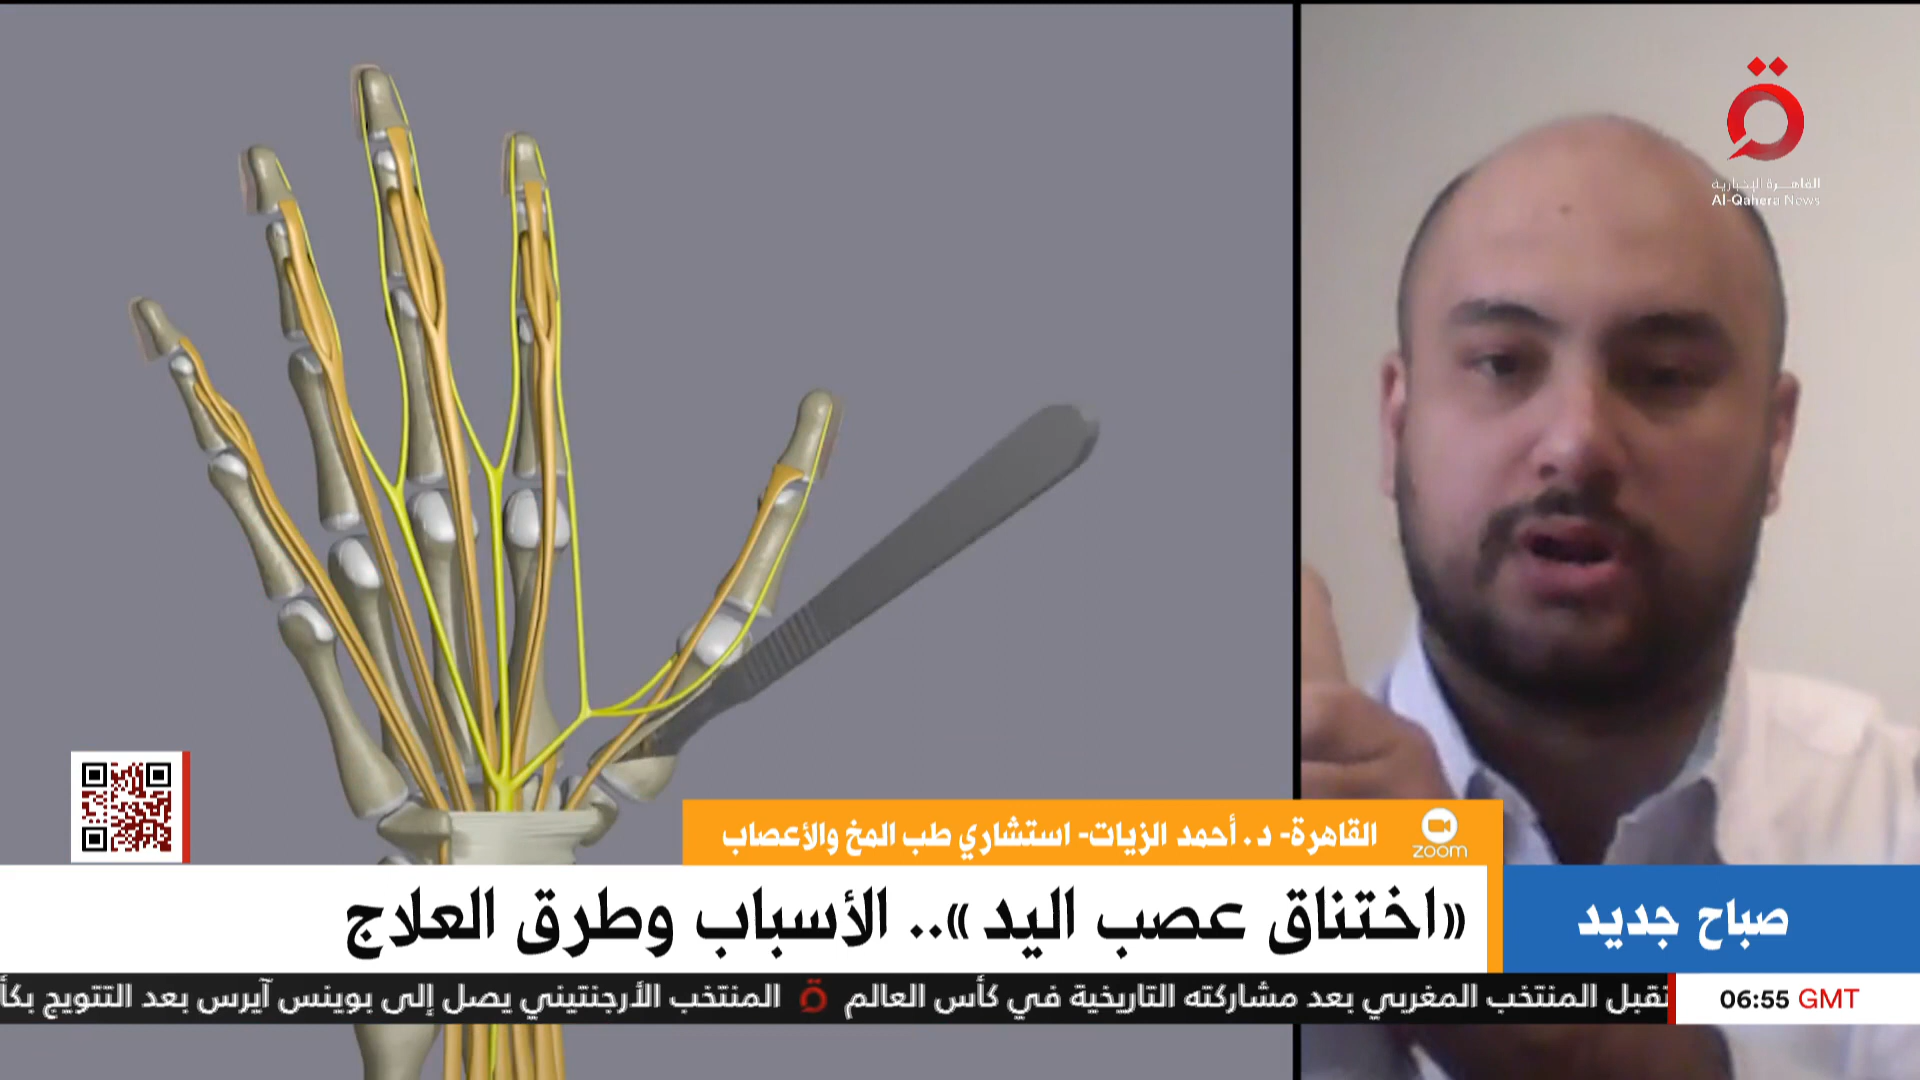 القاهرة الإخبارية
Al-Qahera News
القاهرة- د. أحمد الزيات- استشاري طب المخ والأعصاب
zoom
«اختناق عصب اليد».. الأسباب وطرق العلاج
صباح جديد
المنتخب المغربي بعد مشاركته التاريخية في كأس العالم
المنتخب الأرجنتيني يصل إلى بوينس آيرس بعد التتويج
06:55 GMT